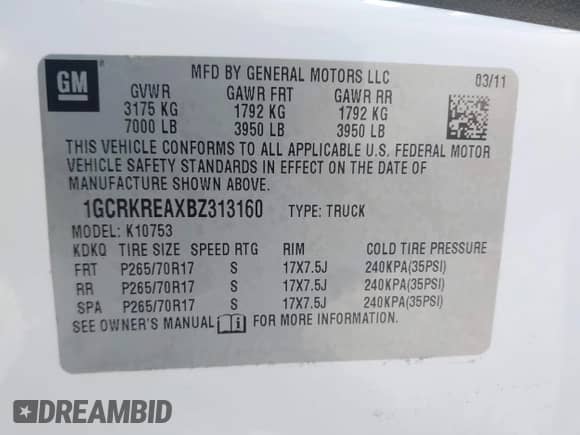 GM
MFD BY GENERAL MOTORS LLC 03/11
GVWR GAWR FRT GAWR RR
3175 KG 1792 KG 1792 KG
7000 LB 3950 LB 3950 LB
THIS VEHICLE CONFORMS TO ALL APPLICABLE U.S. FEDERAL MOTOR
VEHICLE SAFETY STANDARDS IN EFFECT ON THE DATE OF
MANUFACTURE SHOWN ABOVE.
1GCRKREAXBZ313160 TYPE: TRUCK
MODEL: K10753
KDKQ TIRE SIZE SPEED RTG RIM COLD TIRE PRESSURE
FRT P265/70R17 S 17X7.5J 240KPA(35PSI)
RR P265/70R17 S 17X7.5J 240KPA(35PSI)
SPA P265/70R17 S 17X7.5J 240KPA(35PSI)
SEE OWNER'S MANUAL i FOR MORE INFORMATION.
DREAMBID